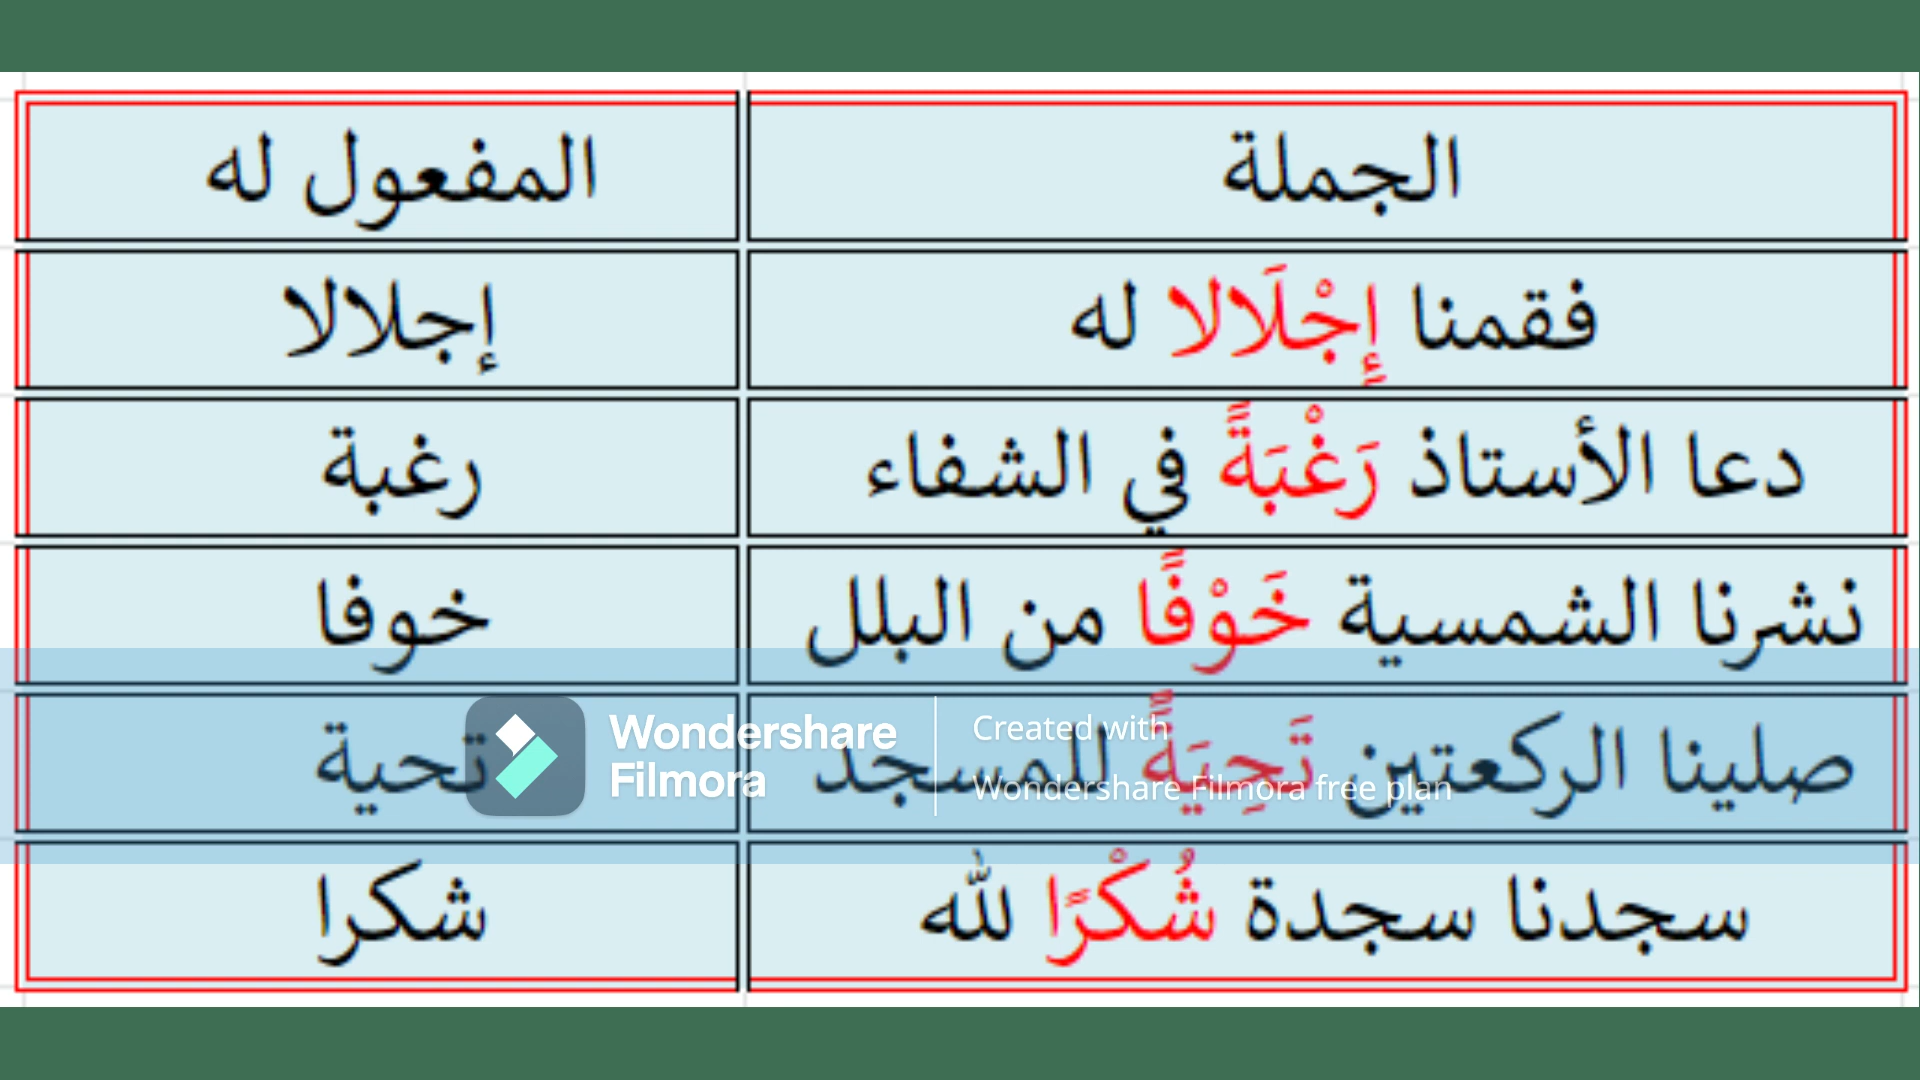 الجملة المفعول له
فقمنا إِجْلَالا له إجلالا
دعا الأستاذ رَغْبَةً في الشفاء رغبة
نشرنا الشمسية خَوْفًا من البلل خوفا
صلينا الركعتين تَحِيَةً للمسجد تحية
سجدنا سجدة شُكْرًا لله شكرا
Wondershare Filmora
Created with
Wondershare Filmora free plan